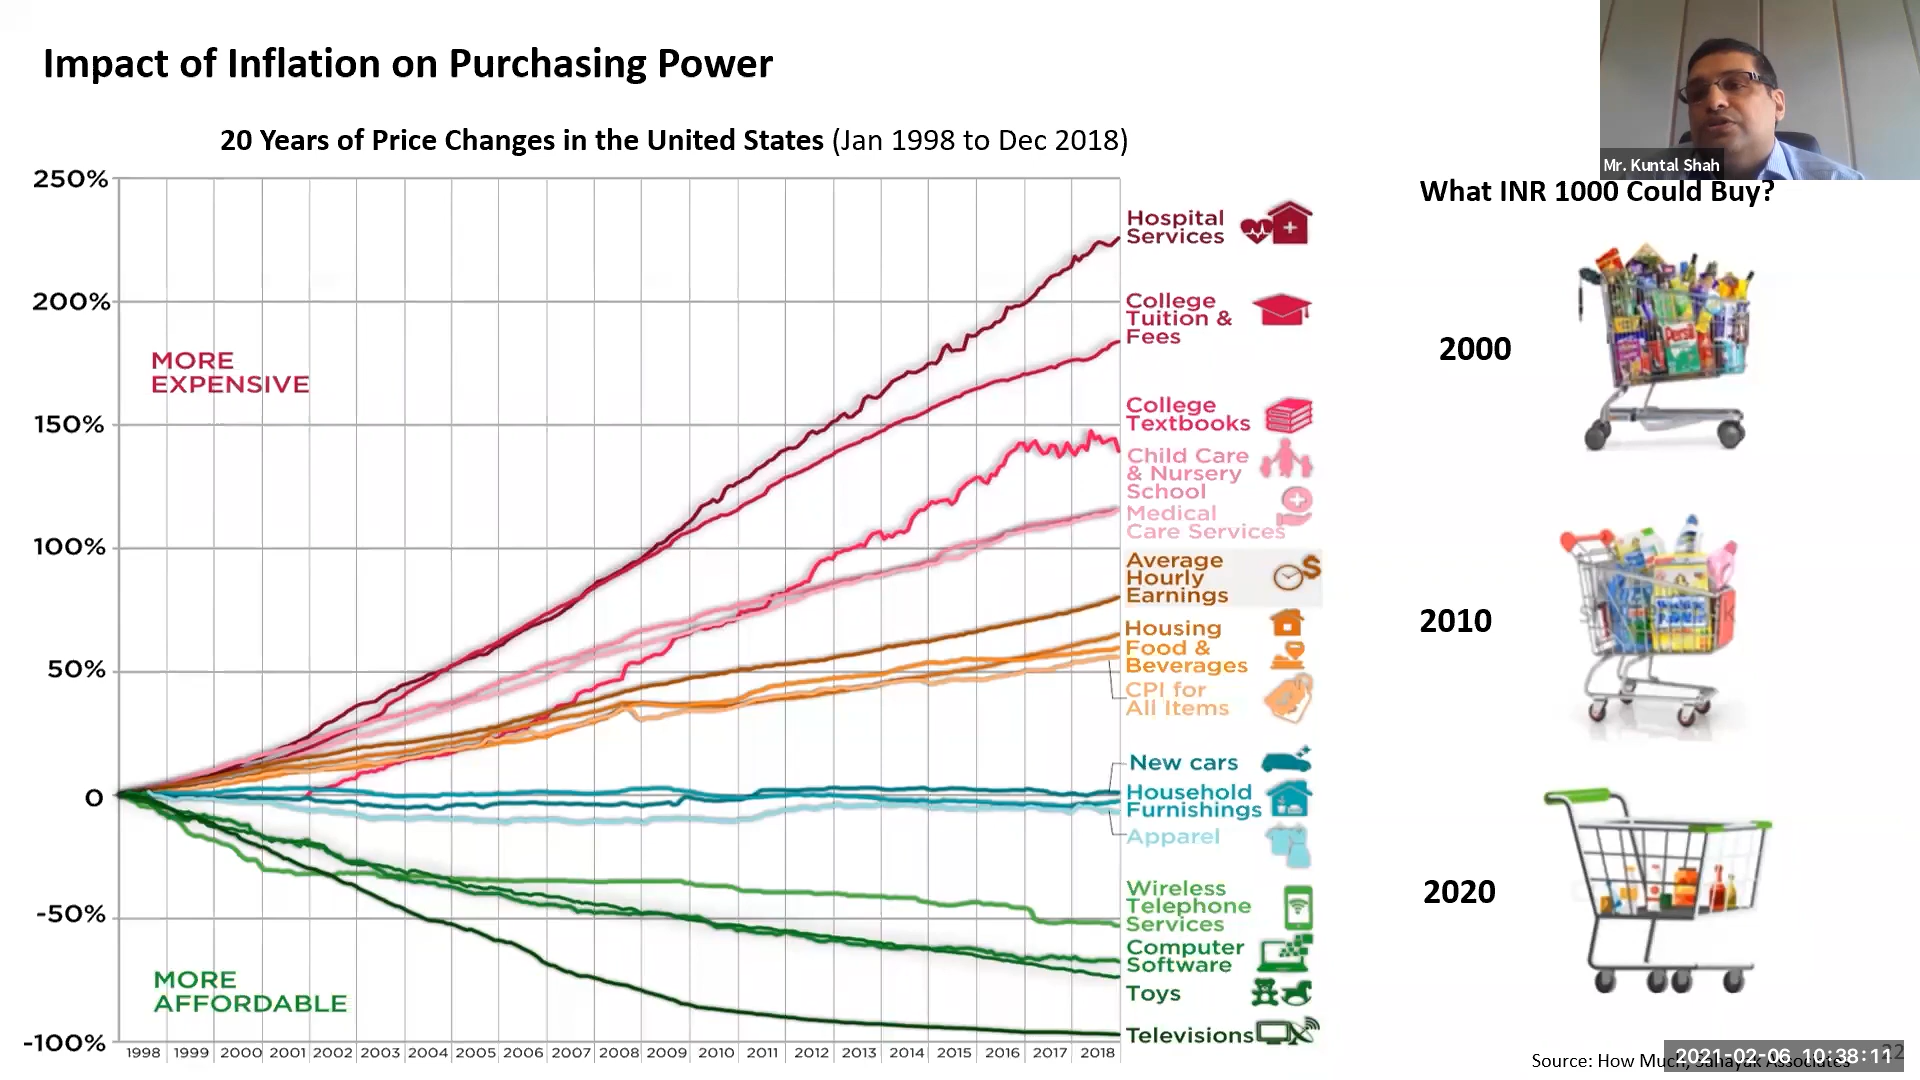 Impact of Inflation on Purchasing Power
Mr. Kuntal Shah
20 Years of Price Changes in the United States (Jan 1998 to Dec 2018)
250%
200%
150%
100%
50%
0
-50%
-100%
MORE
EXPENSIVE
MORE
AFFORDABLE
Hospital
Services
College
Tuition &
Fees
College
Textbooks
Child Care
& Nursery
School
Medical
Care Services
Average
Hourly
Earnings
$
Housing
Food &
Beverages
CPI for
All Items
New cars
Household
Furnishings
Apparel
Wireless
Telephone
Services
Computer
Software
Toys
Televisions
1998 1999 2000 2001 2002 2003 2004 2005 2006 2007 2008 2009 2010 2011 2012 2013 2014 2015 2016 2017 2018
What INR 1000 Could Buy?
2000
Persil
2010
2020
Source: How Much, Sahayak Associates
2021-02-06 10:38:11
22